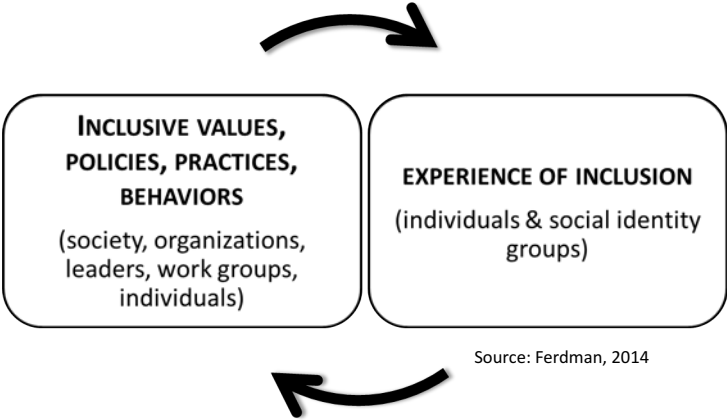 INCLUSIVE VALUES,
POLICIES, PRACTICES,
BEHAVIORS
(society, organizations,
leaders, work groups,
individuals)
EXPERIENCE OF INCLUSION
(individuals & social identity
groups)
Source: Ferdman, 2014